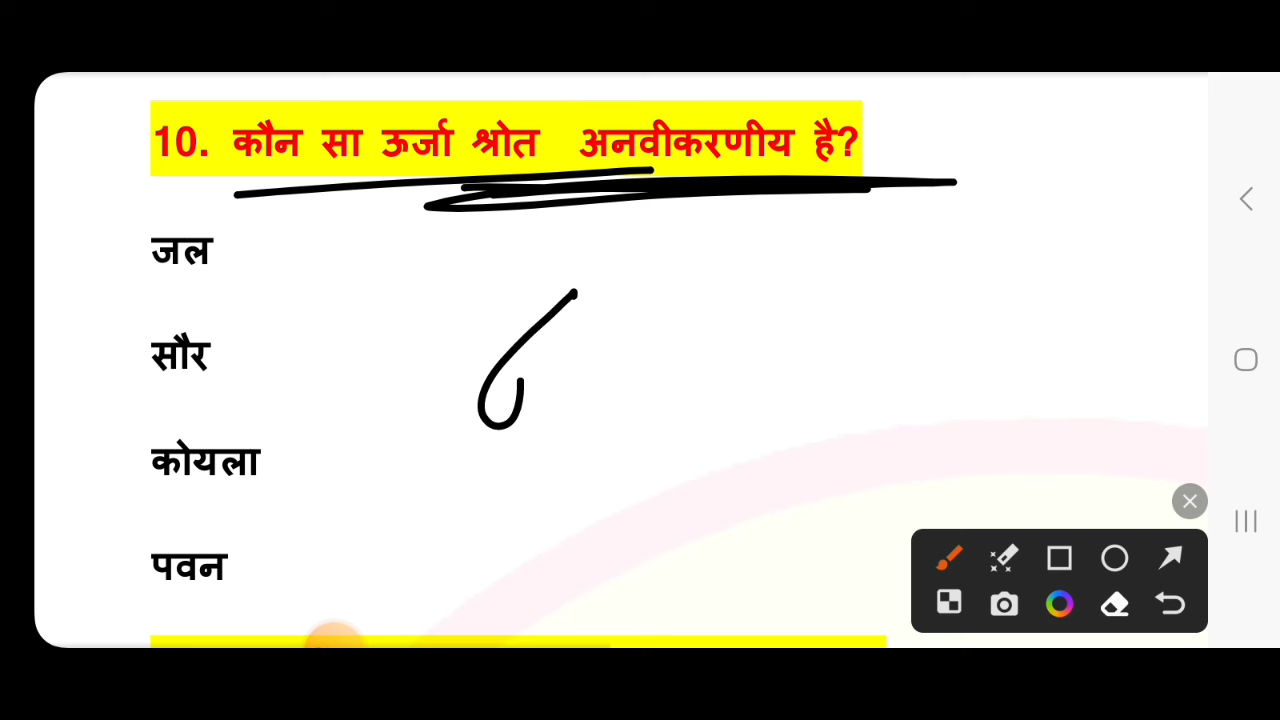 10. कौन सा ऊर्जा श्रोत अनवीकरणीय है?
जल
सौर
कोयला
पवन